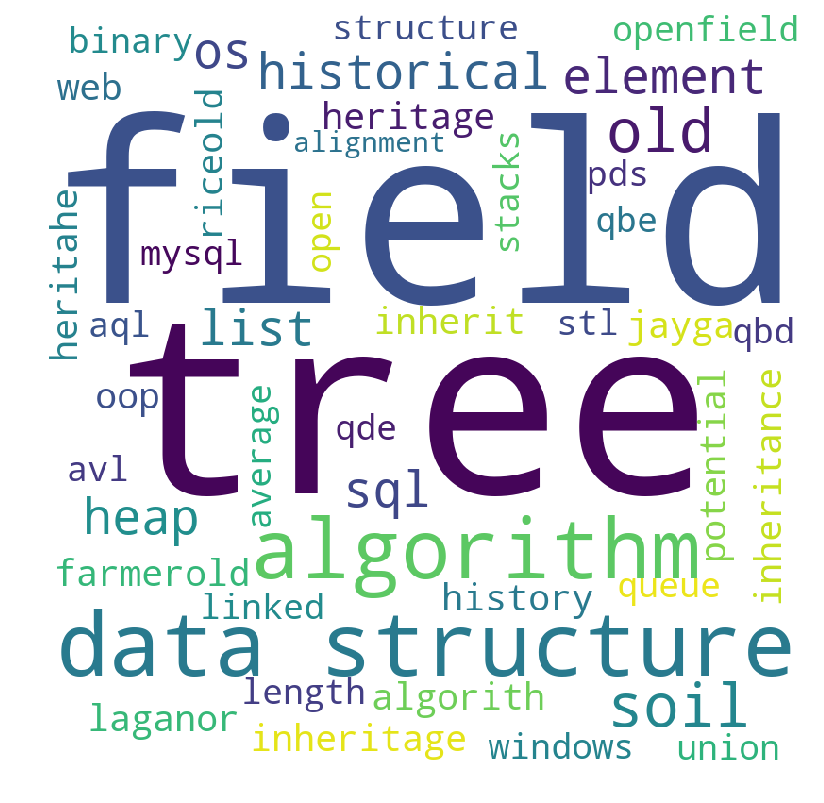 binary
os
structure
openfield
web
historical
element
riceold
heritage
old
alignment
stacks
field
pds
heritahe
open
qbe
mysql
aql
list
inherit
stl
jayga
qbd
tree
oop
average
qde
potential
inheritance
avl
heap
sql
algorithm
farmerold
linked
history
queue
data structure
length
algorith
soil
laganor
inheritage
windows
union